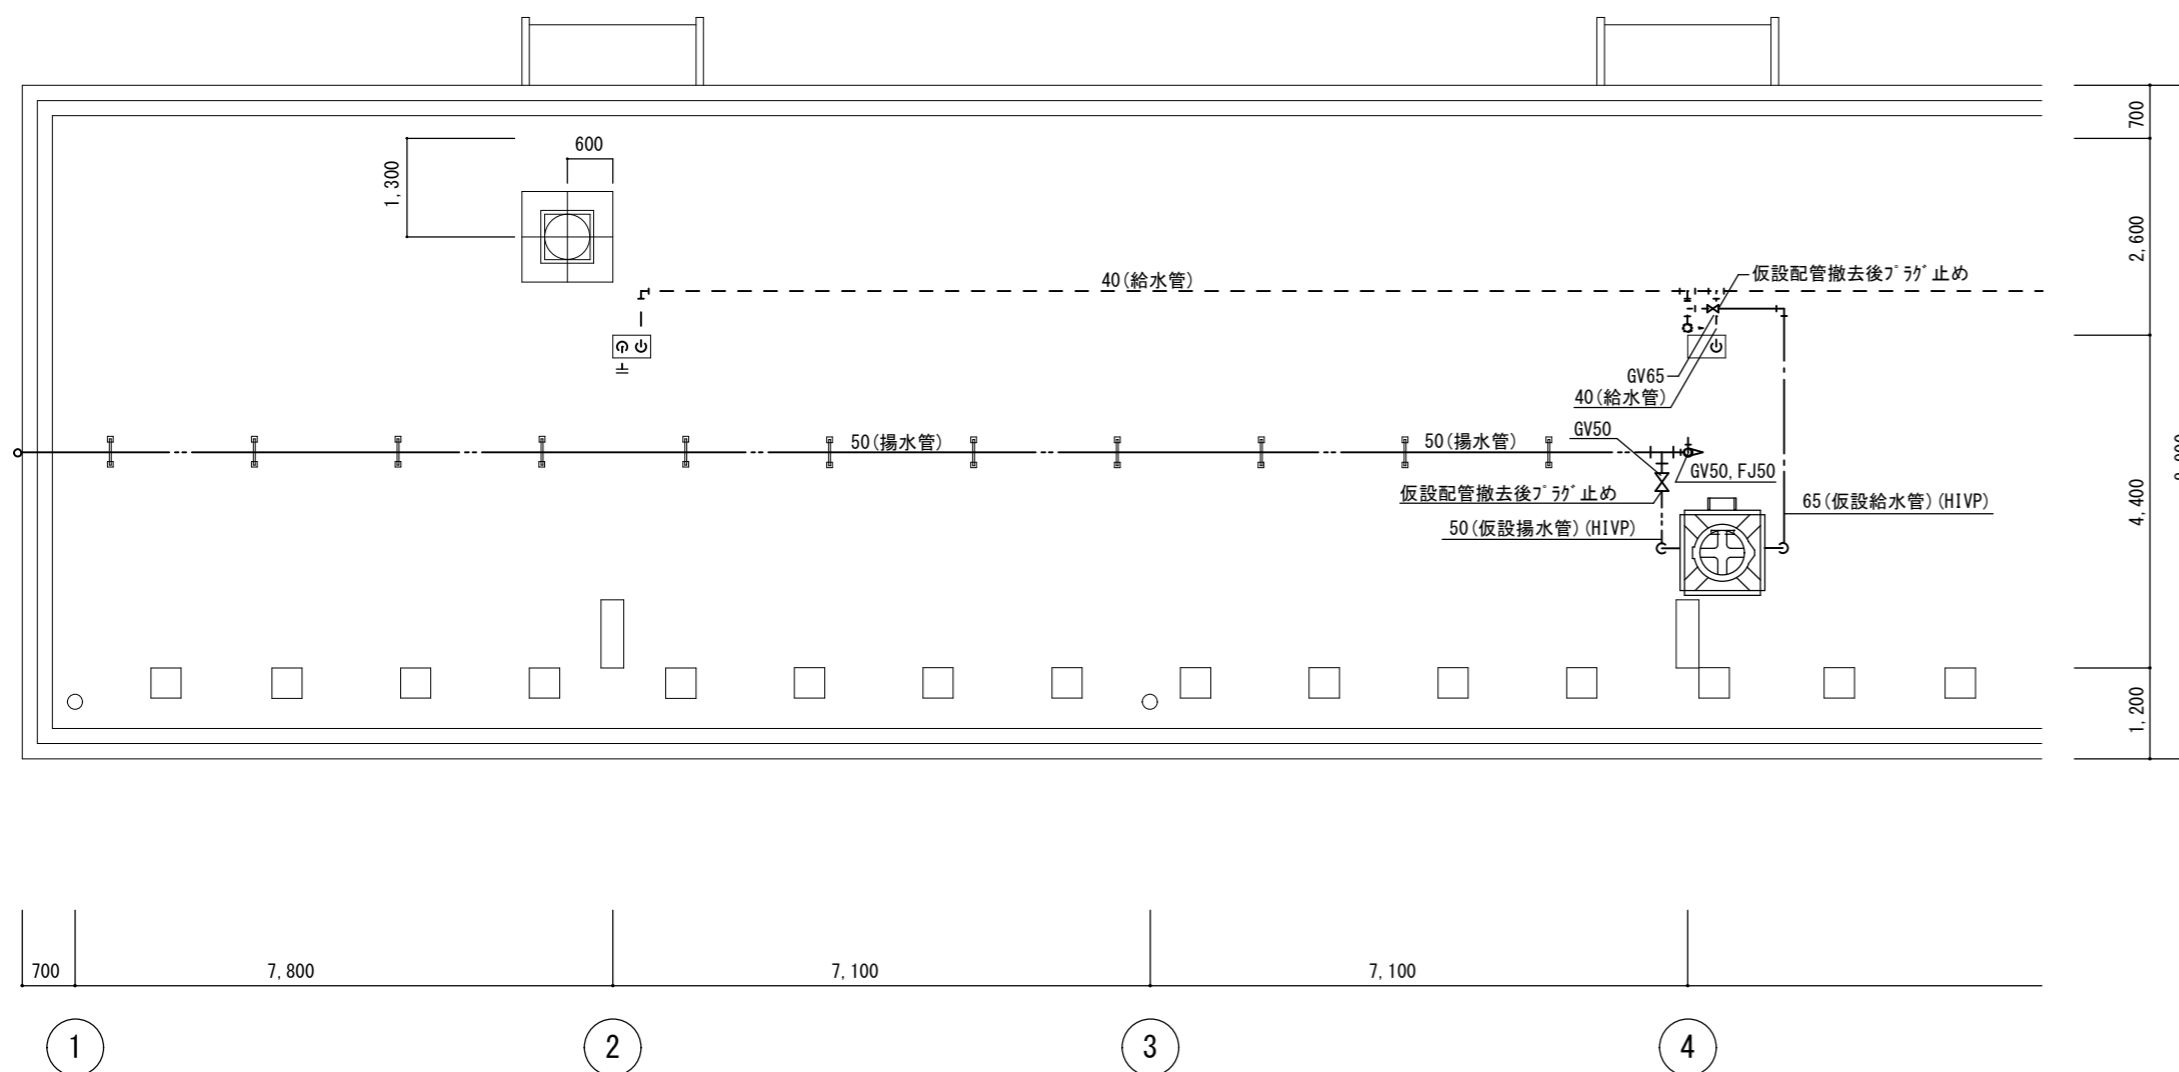 700
600
1,300
2,600
40(給水管)
仮設配管撤去後ﾌﾟﾗｸﾞ止め
GV65
40(給水管)
50(揚水管)
50(揚水管)
GV50
GV50,FJ50
仮設配管撤去後ﾌﾟﾗｸﾞ止め
65(仮設給水管)(HIVP)
4,400
50(仮設揚水管)(HIVP)
1,200
700
7,800
7,100
7,100
1
2
3
4